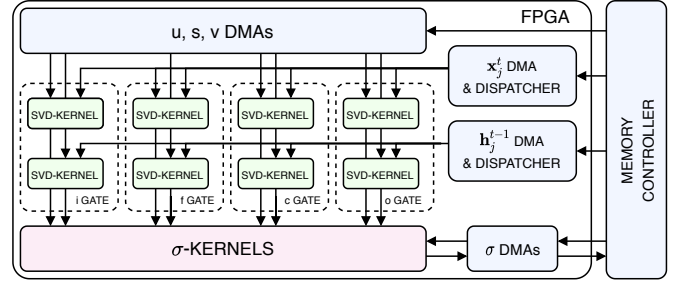 FPGA
u, s, v DMAs
x_j^t DMA
& DISPATCHER
SVD-KERNEL SVD-KERNEL SVD-KERNEL SVD-KERNEL
h_j^{t-1} DMA
& DISPATCHER
SVD-KERNEL SVD-KERNEL SVD-KERNEL SVD-KERNEL
i GATE f GATE c GATE o GATE
σ-KERNELS
σ DMAs
MEMORY
CONTROLLER